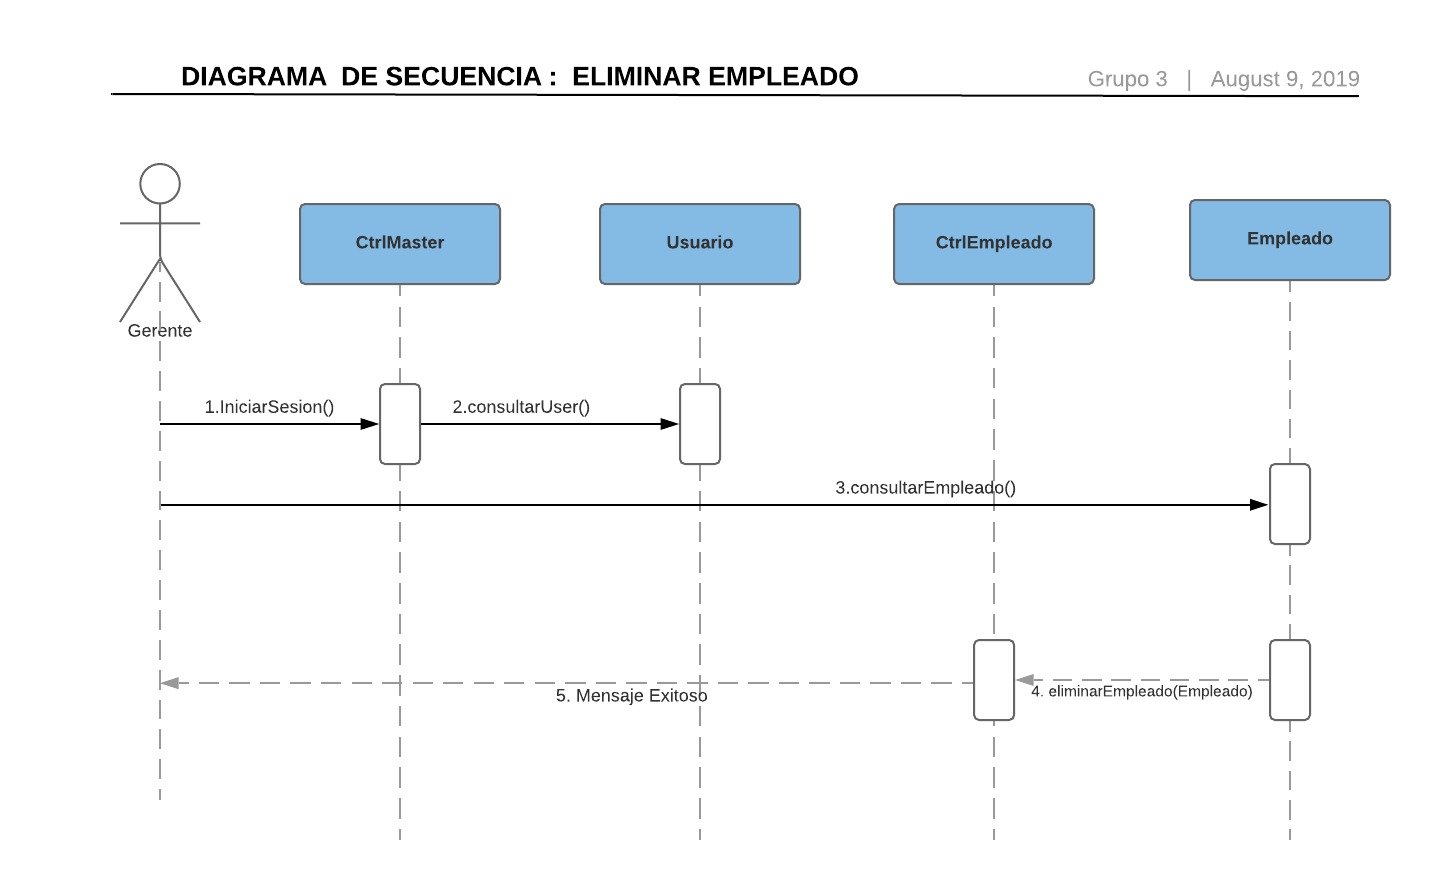 DIAGRAMA DE SECUENCIA : ELIMINAR EMPLEADO
Grupo 3 | August 9, 2019
CtrlMaster
Usuario
CtrlEmpleado
Empleado
Gerente
1.IniciarSesion()
2.consultarUser()
3.consultarEmpleado()
4. eliminarEmpleado(Empleado)
5. Mensaje Exitoso